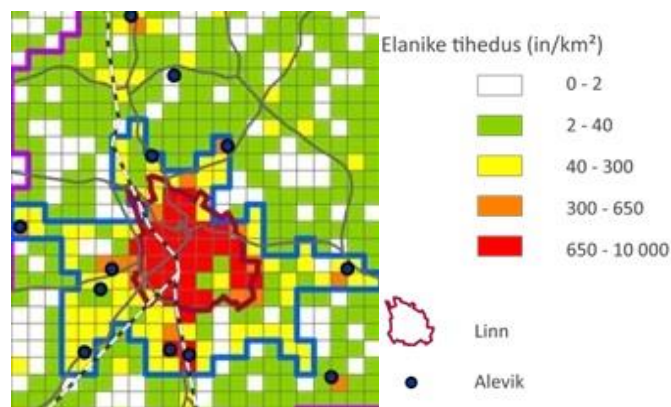 Elanike tihedus (in/km²)
0 - 2
2 - 40
40 - 300
300 - 650
650 - 10 000
Linn
Alevik